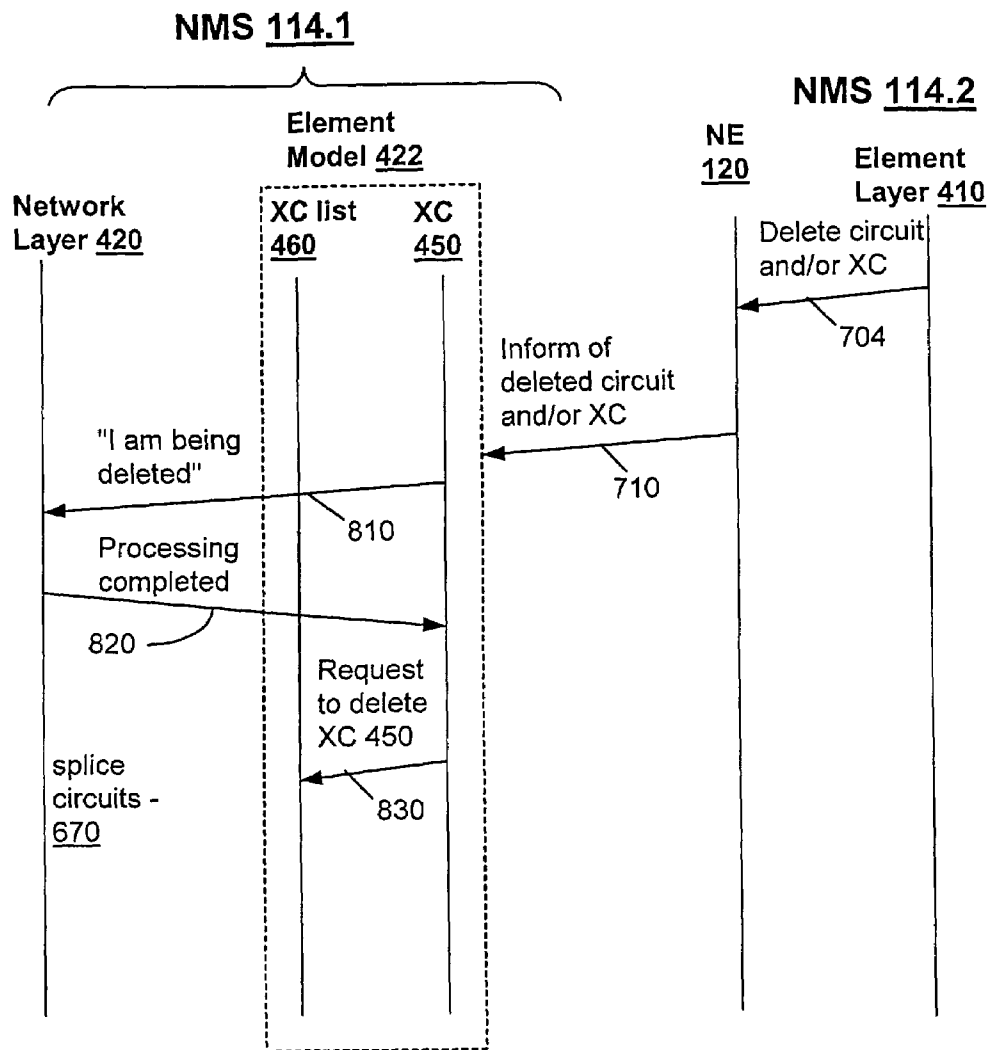 NMS 114.1
NMS 114.2
Element
Model 422
NE
120
Element
Layer 410
Network
Layer 420
XC list
460
XC
450
Delete circuit
and/or XC
704
Inform of
deleted circuit
and/or XC
710
"I am being
deleted"
810
Processing
completed
820
Request
to delete
XC 450
830
splice
circuits -
670